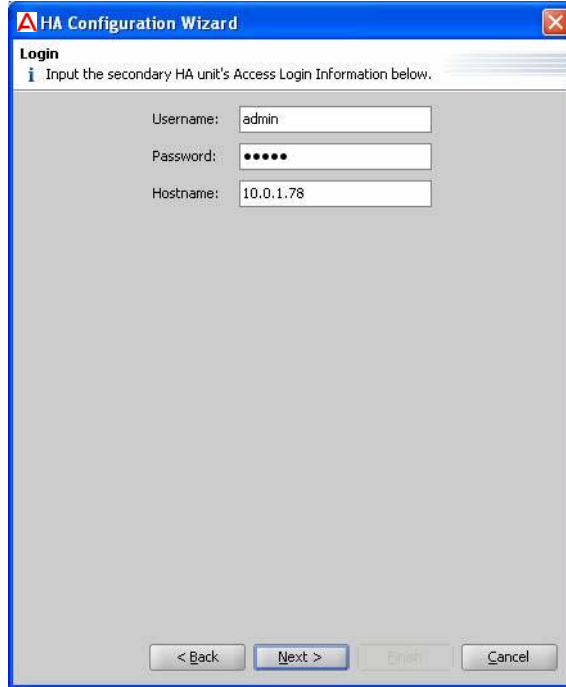 HA Configuration Wizard
Login
i Input the secondary HA unit's Access Login Information below.
Username: admin
Password: •••••
Hostname: 10.0.1.78
< Back Next > Finish Cancel